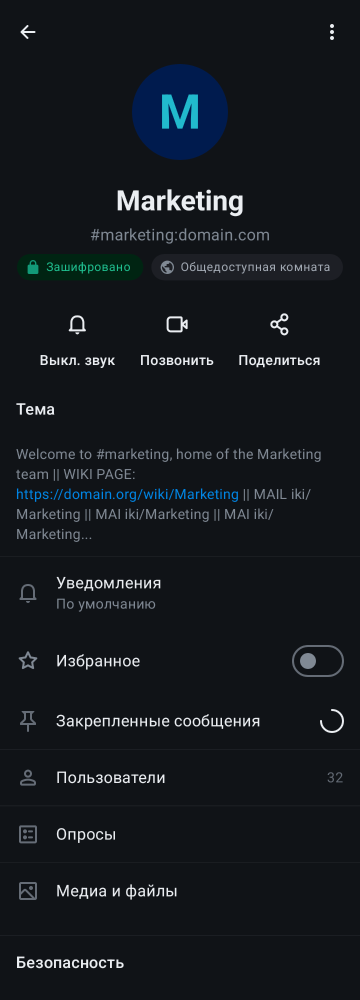 M
Marketing
#marketing:domain.com
Зашифровано
Общедоступная комната
Выкл. звук
Позвонить
Поделиться
Тема
Welcome to #marketing, home of the Marketing
team || WIKI PAGE:
https://domain.org/wiki/Marketing || MAIL iki/
Marketing || MAI iki/Marketing || MAI iki/
Marketing...
Уведомления
По умолчанию
Избранное
Закрепленные сообщения
Пользователи
32
Опросы
Медиа и файлы
Безопасность